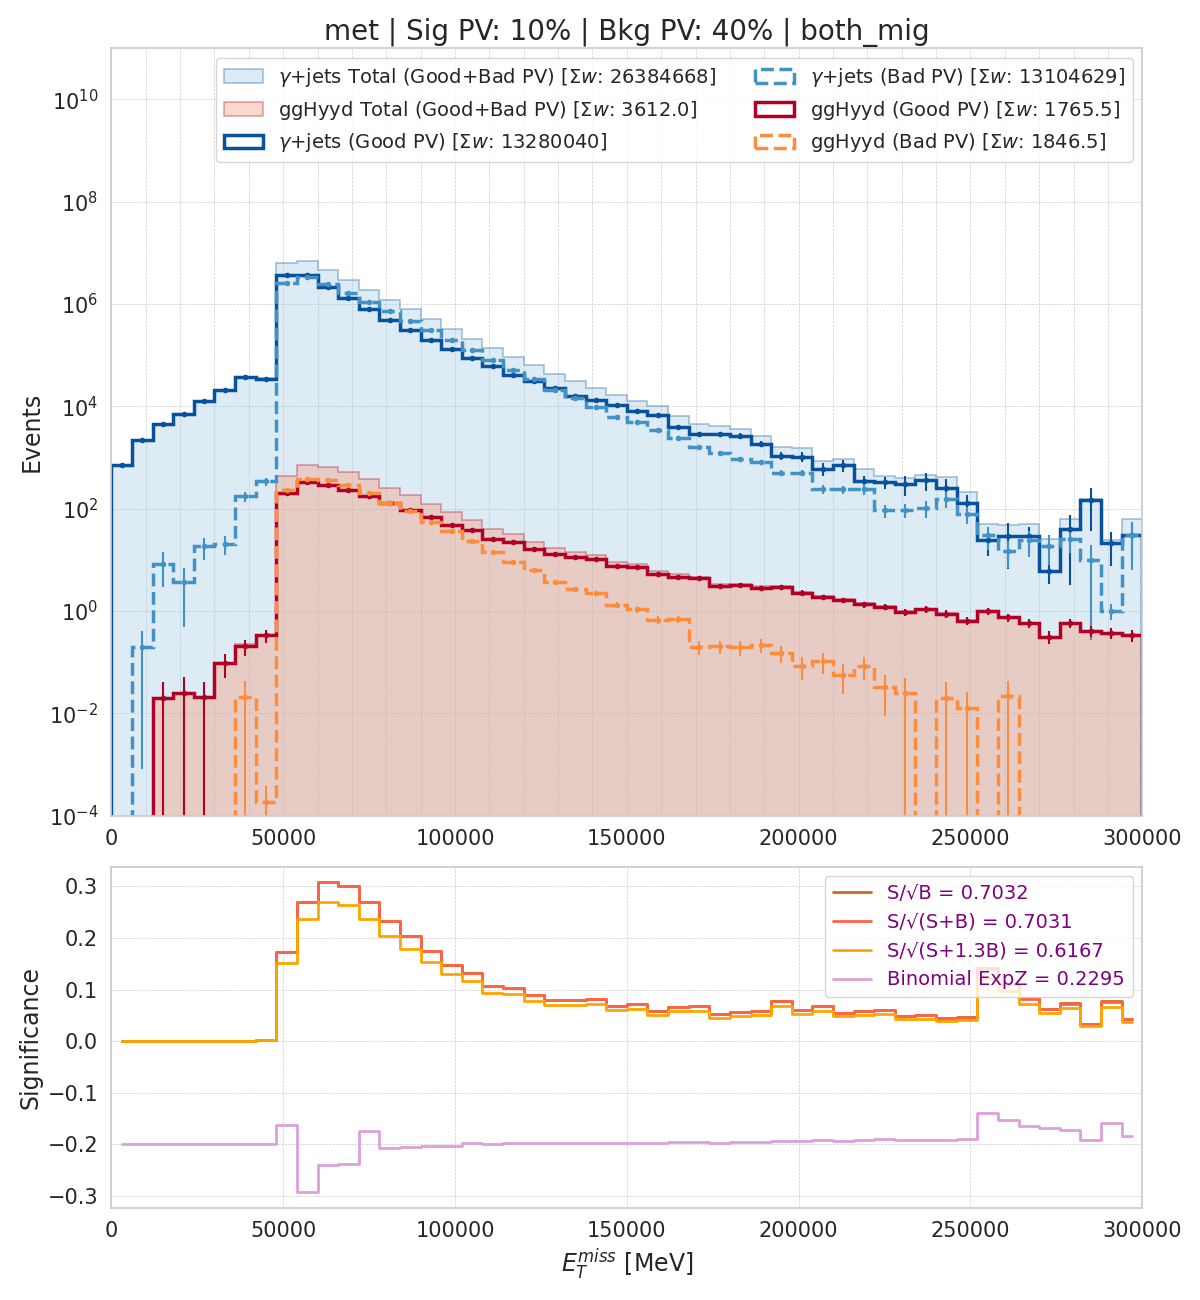 met | Sig PV: 10% | Bkg PV: 40% | both_mig
γ+jets Total (Good+Bad PV) [Σw: 26384668]
ggHyyd Total (Good+Bad PV) [Σw: 3612.0]
γ+jets (Good PV) [Σw: 13280040]
γ+jets (Bad PV) [Σw: 13104629]
ggHyyd (Good PV) [Σw: 1765.5]
ggHyyd (Bad PV) [Σw: 1846.5]
Events
10^10
10^8
10^6
10^4
10^2
10^0
10^−2
10^−4
0 50000 100000 150000 200000 250000 300000
S/√B = 0.7032
S/√(S+B) = 0.7031
S/√(S+1.3B) = 0.6167
Binomial ExpZ = 0.2295
Significance
0.3
0.2
0.1
0.0
−0.1
−0.2
−0.3
0 50000 100000 150000 200000 250000 300000
E_T^miss [MeV]